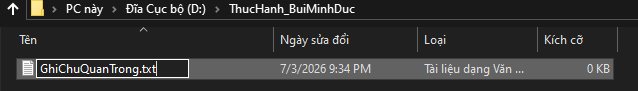 PC này > Đĩa Cục bộ (D:) > ThucHanh_BuiMinhDuc
Tên Ngày sửa đổi Loại Kích cỡ
GhiChuQuanTrong.txt 7/3/2026 9:34 PM Tài liệu dạng Văn ... 0 KB